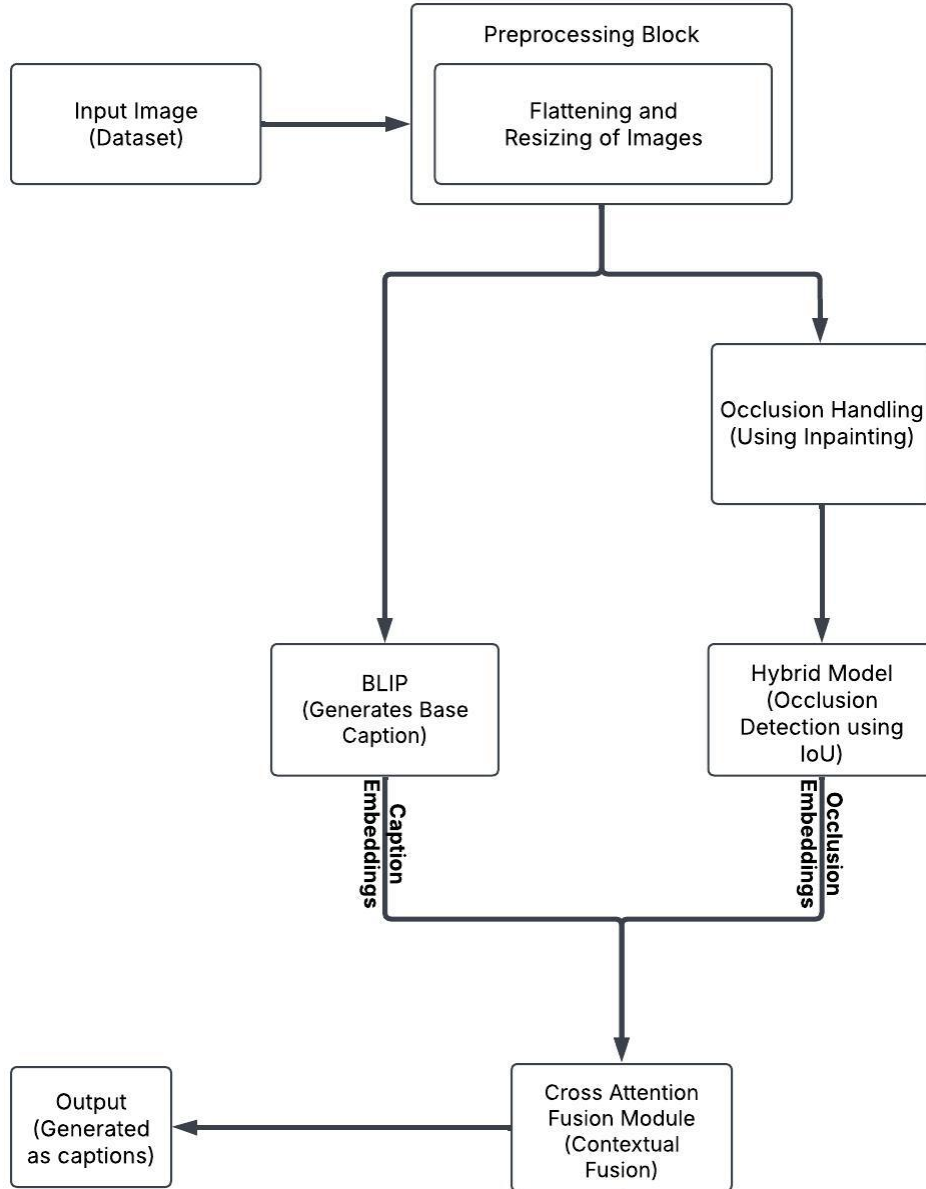 Preprocessing Block
Input Image
(Dataset)
Flattening and
Resizing of Images
Occlusion Handling
(Using Inpainting)
BLIP
(Generates Base
Caption)
Hybrid Model
(Occlusion
Detection using
IoU)
Caption
Embeddings
Occlusion
Embeddings
Output
(Generated
as captions)
Cross Attention
Fusion Module
(Contextual
Fusion)